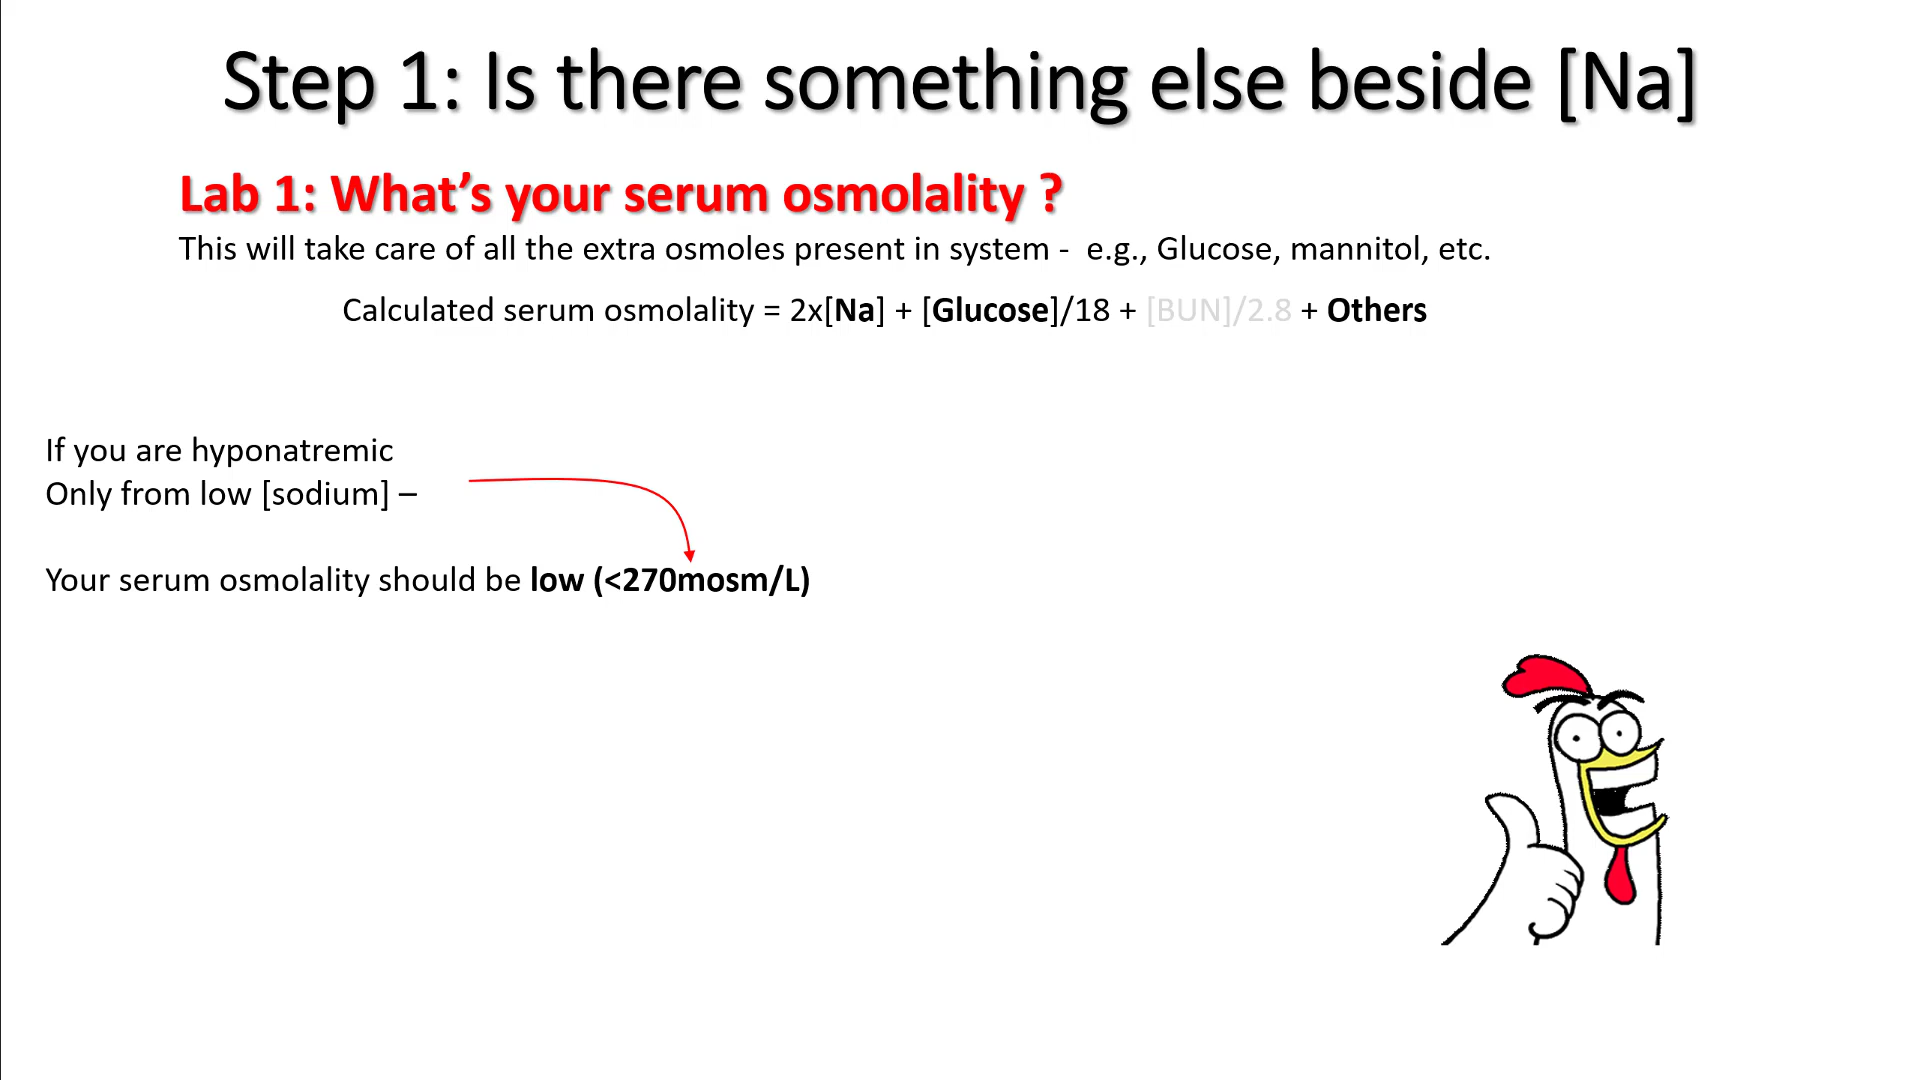 Step 1: Is there something else beside [Na]
Lab 1: What’s your serum osmolality ?
This will take care of all the extra osmoles present in system -  e.g., Glucose, mannitol, etc.
Calculated serum osmolality = 2x[Na] + [Glucose]/18 + [BUN]/2.8 + Others
If you are hyponatremic
Only from low [sodium] –
Your serum osmolality should be low (<270mosm/L)